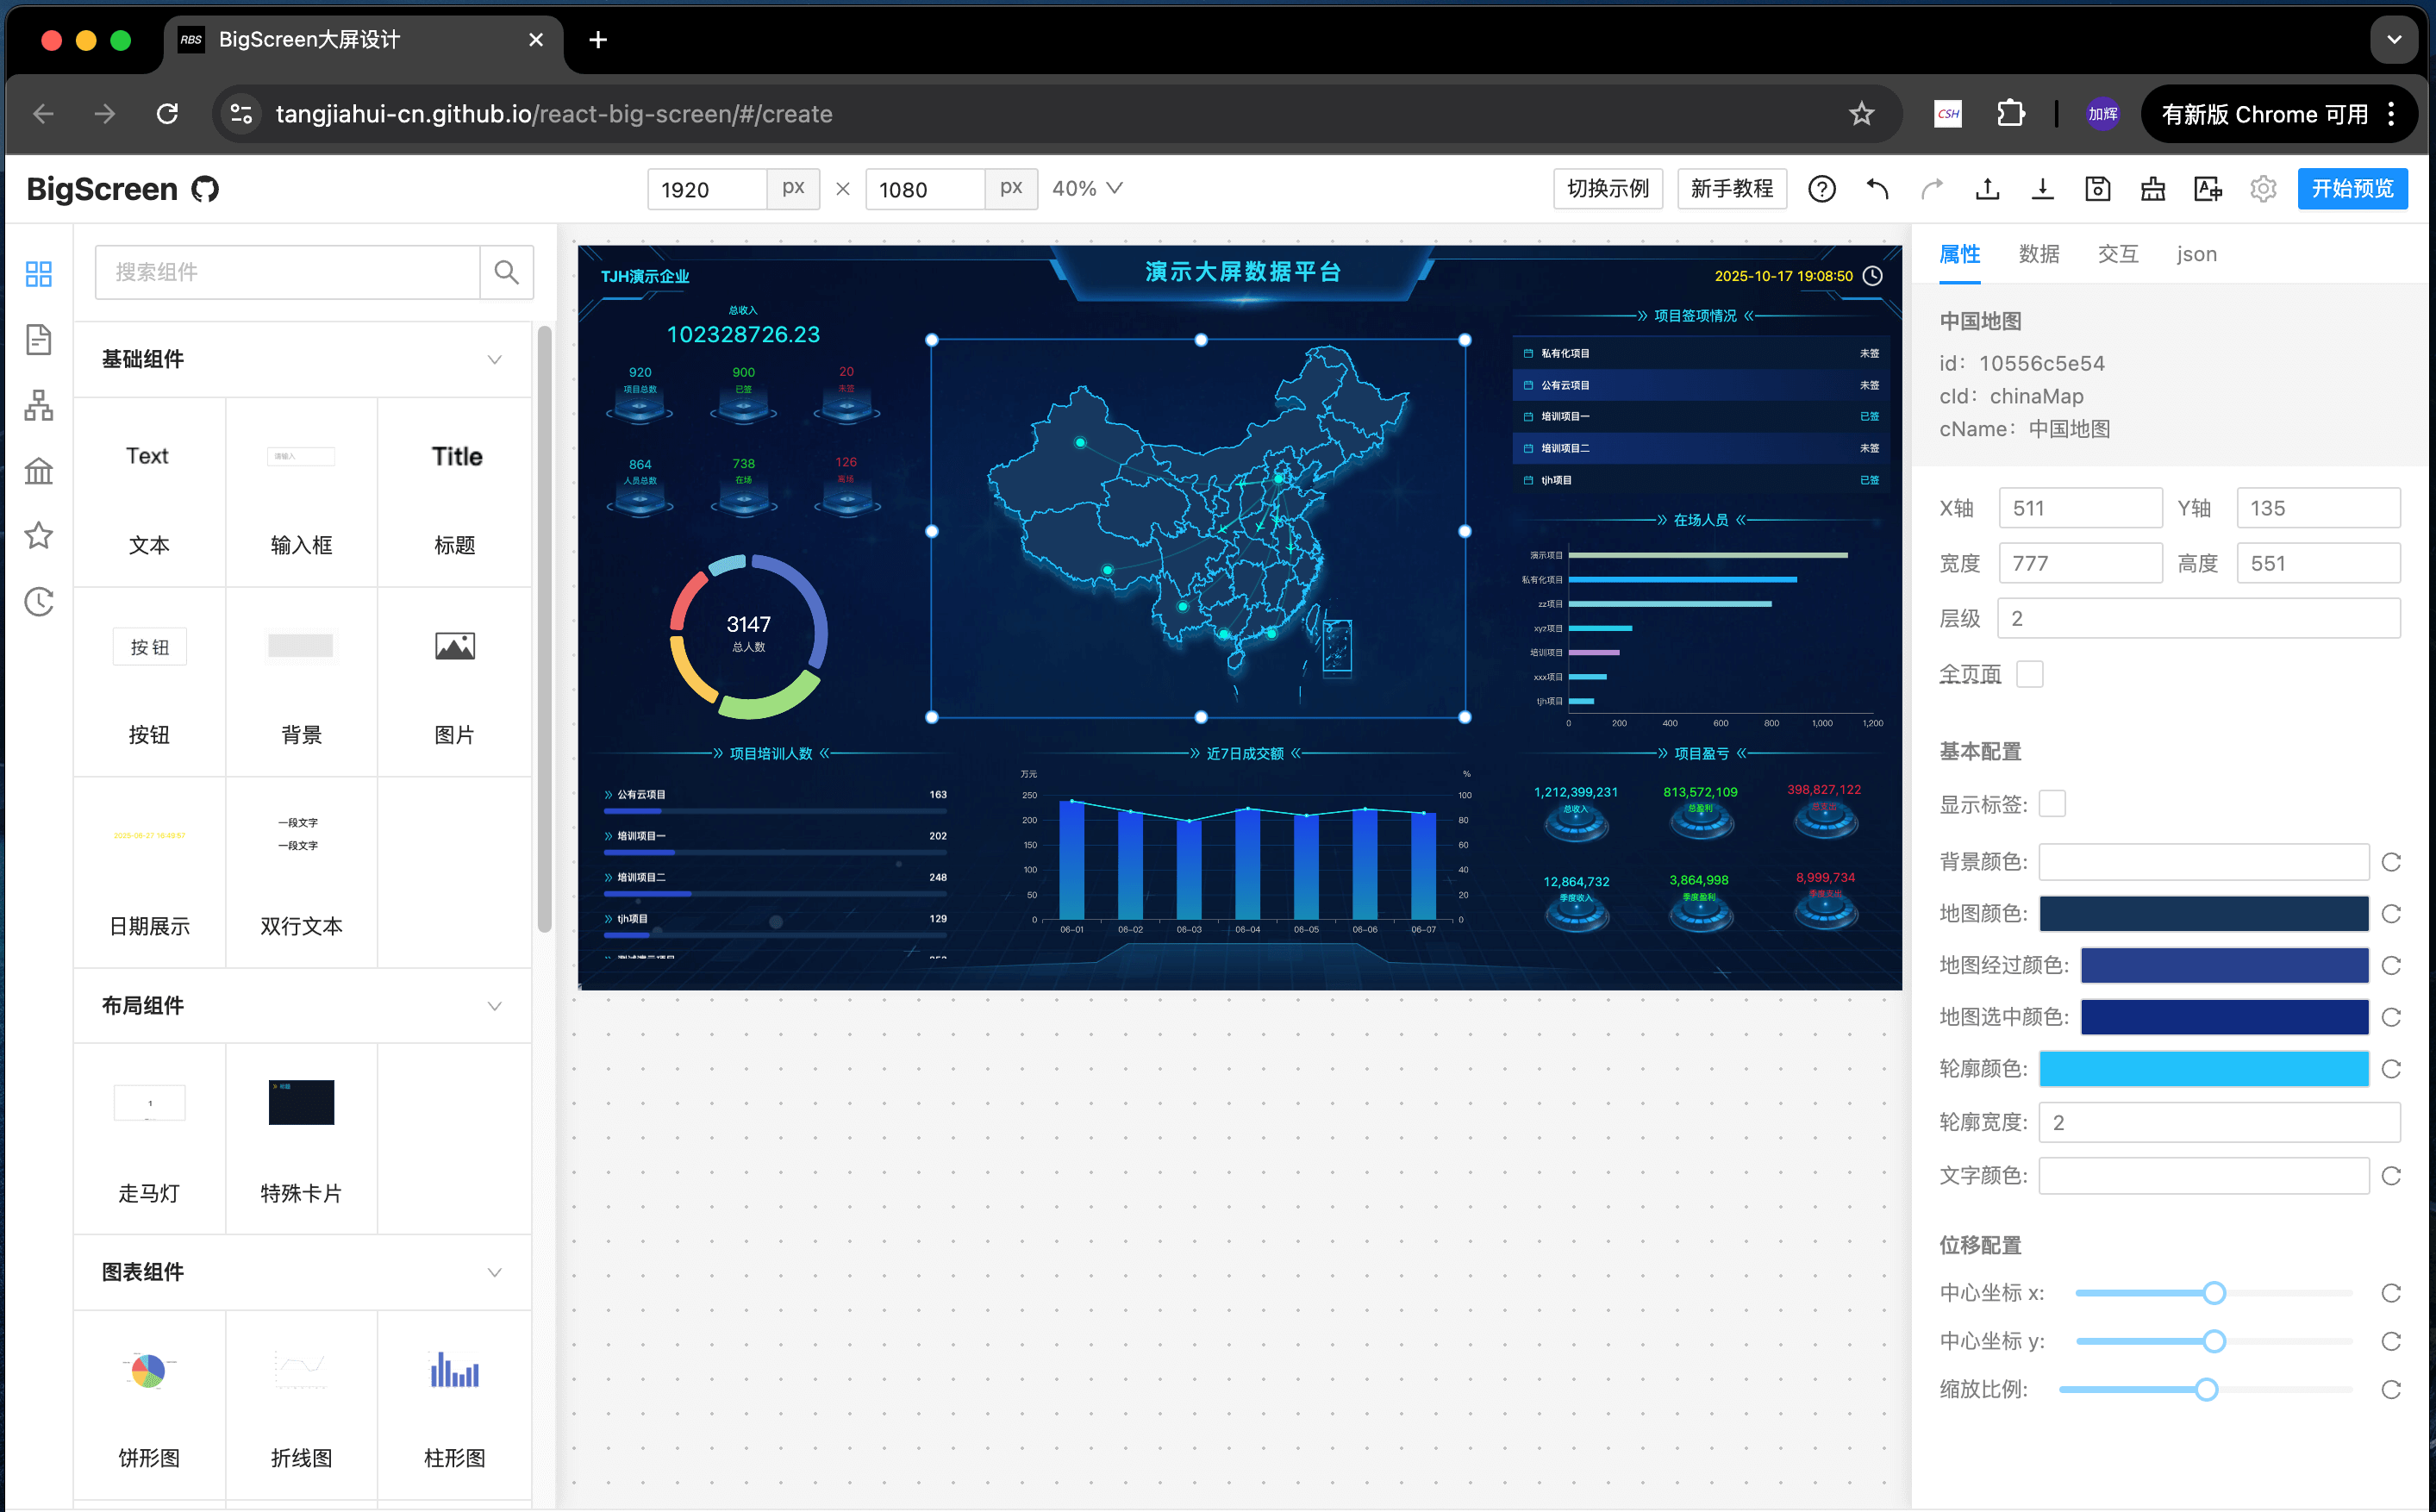 RBS BigScreen大屏设计
tangjiahui-cn.github.io/react-big-screen/#/create
CSH
加辉
有新版 Chrome 可用
BigScreen
1920 px × 1080 px 40%
切换示例 新手教程 开始预览
搜索组件
基础组件
Text
请输入
Title
文本 输入框 标题
按 钮
按钮 背景 图片
一段文字
一段文字
日期展示 双行文本
布局组件
1
标题
走马灯 特殊卡片
图表组件
饼形图 折线图 柱形图
TJH演示企业
演示大屏数据平台
2025-10-17 19:08:50
总收入
102328726.23
920 900 20
项目总数 已签 未签
864 738 126
人员总数 在场 离场
3147
总人数
项目签项情况
私有化项目 未签
公有云项目 未签
培训项目一 已签
培训项目二 未签
tjh项目 已签
在场人员
演示项目
私有化项目
zz项目
xyz项目
培训项目
xxx项目
tjh项目
0 200 400 600 800 1,000 1,200
项目培训人数
公有云项目 163
培训项目一 202
培训项目二 248
tjh项目 129
近7日成交额
万元 %
250 100
200 80
150 60
100 40
50 20
0 0
06-01 06-02 06-03 06-04 06-05 06-06 06-07
项目盈亏
1,212,399,231 813,572,109 398,827,122
总收入 总盈利 总支出
12,864,732 3,864,998 8,999,734
季度收入 季度盈利 季度支出
属性 数据 交互 json
中国地图
id：10556c5e54
cId：chinaMap
cName：中国地图
X轴 511 Y轴 135
宽度 777 高度 551
层级 2
全页面
基本配置
显示标签:
背景颜色:
地图颜色:
地图经过颜色:
地图选中颜色:
轮廓颜色:
轮廓宽度: 2
文字颜色:
位移配置
中心坐标 x:
中心坐标 y:
缩放比例: